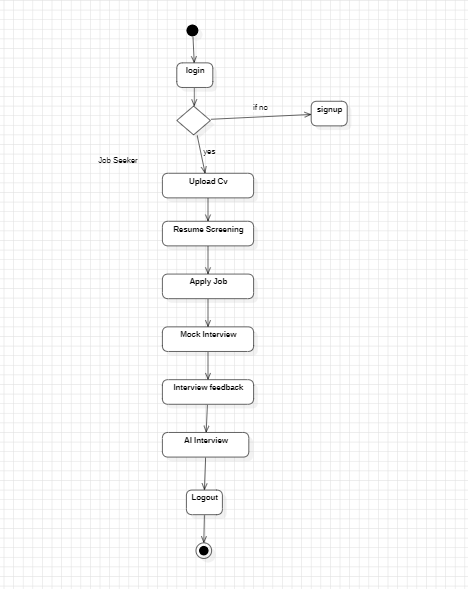 login
if no
signup
yes
Job Seeker
Upload Cv
Resume Screening
Apply Job
Mock Interview
Interview feedback
AI Interview
Logout